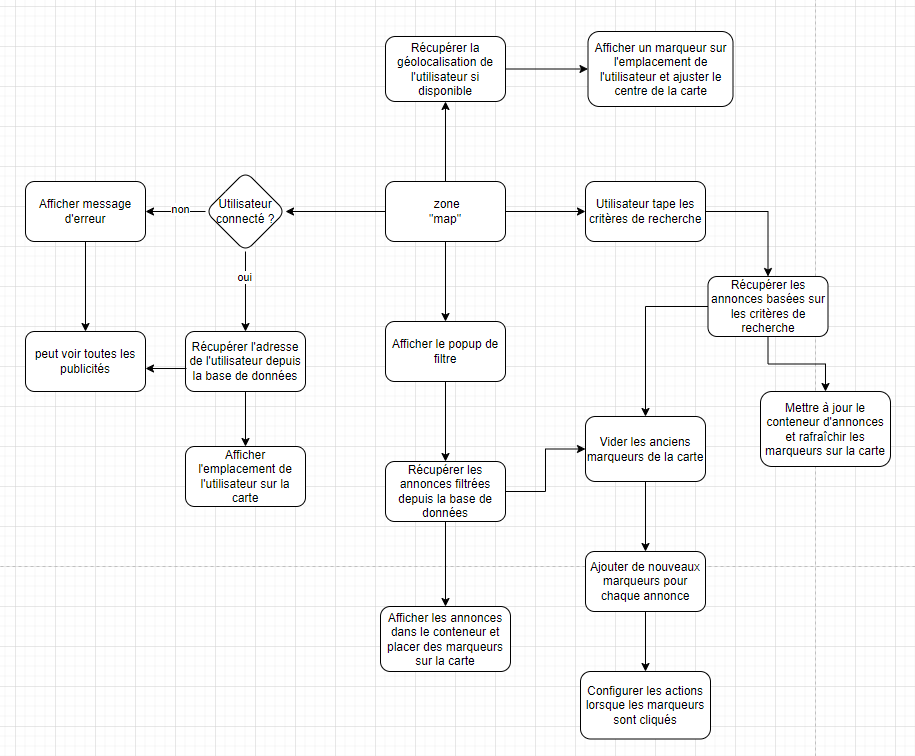 Récupérer la
géolocalisation de
l'utilisateur si
disponible
Afficher un marqueur sur
l'emplacement de
l'utilisateur et ajuster le
centre de la carte
Afficher message
d'erreur
non
Utilisateur
connecté ?
zone
"map"
Utilisateur tape les
critères de recherche
oui
Récupérer les
annonces basées sur
les critères de
recherche
peut voir toutes les
publicités
Récupérer l'adresse
de l'utilisateur depuis
la base de données
Afficher le popup de
filtre
Mettre à jour le
conteneur d'annonces
et rafraîchir les
marqueurs sur la carte
Vider les anciens
marqueurs de la carte
Afficher
l'emplacement de
l'utilisateur sur la
carte
Récupérer les
annonces filtrées
depuis la base de
données
Ajouter de nouveaux
marqueurs pour
chaque annonce
Afficher les annonces
dans le conteneur et
placer des marqueurs
sur la carte
Configurer les actions
lorsque les marqueurs
sont cliqués